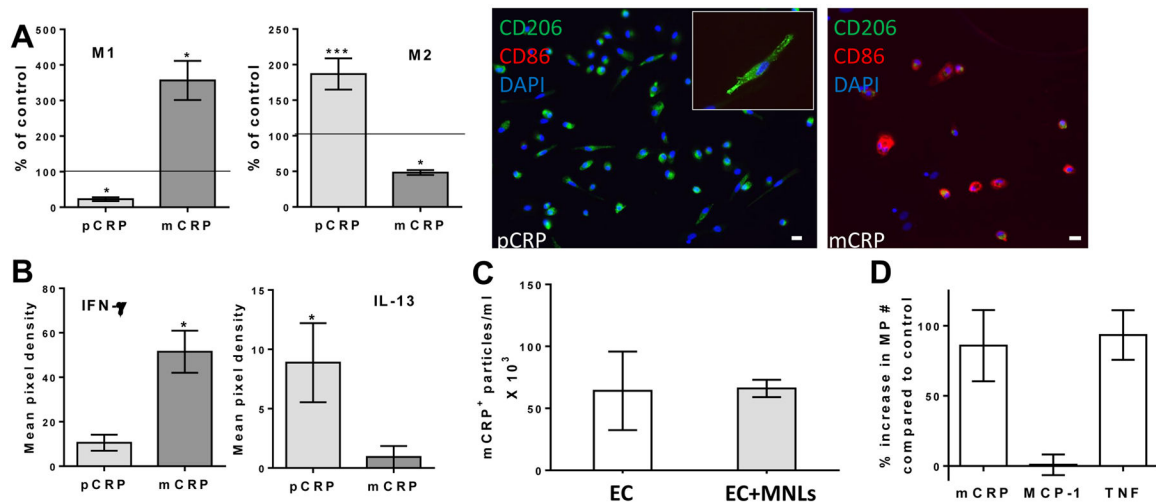 A
M1
% of control
500
400
300
200
100
0
*
*
pCRP
mCRP
M2
% of control
250
200
150
100
50
0
***
*
pCRP
mCRP
CD206
CD86
DAPI
pCRP
CD206
CD86
DAPI
mCRP
B
IFN-γ
Mean pixel density
80
60
40
20
0
*
pCRP
mCRP
IL-13
Mean pixel density
15
10
5
0
*
pCRP
mCRP
C
mCRP+ particles/ml
X 10³
150
100
50
0
EC
EC+MNLs
D
% increase in MP #
compared to control
100
50
0
mCRP
MCP-1
TNF